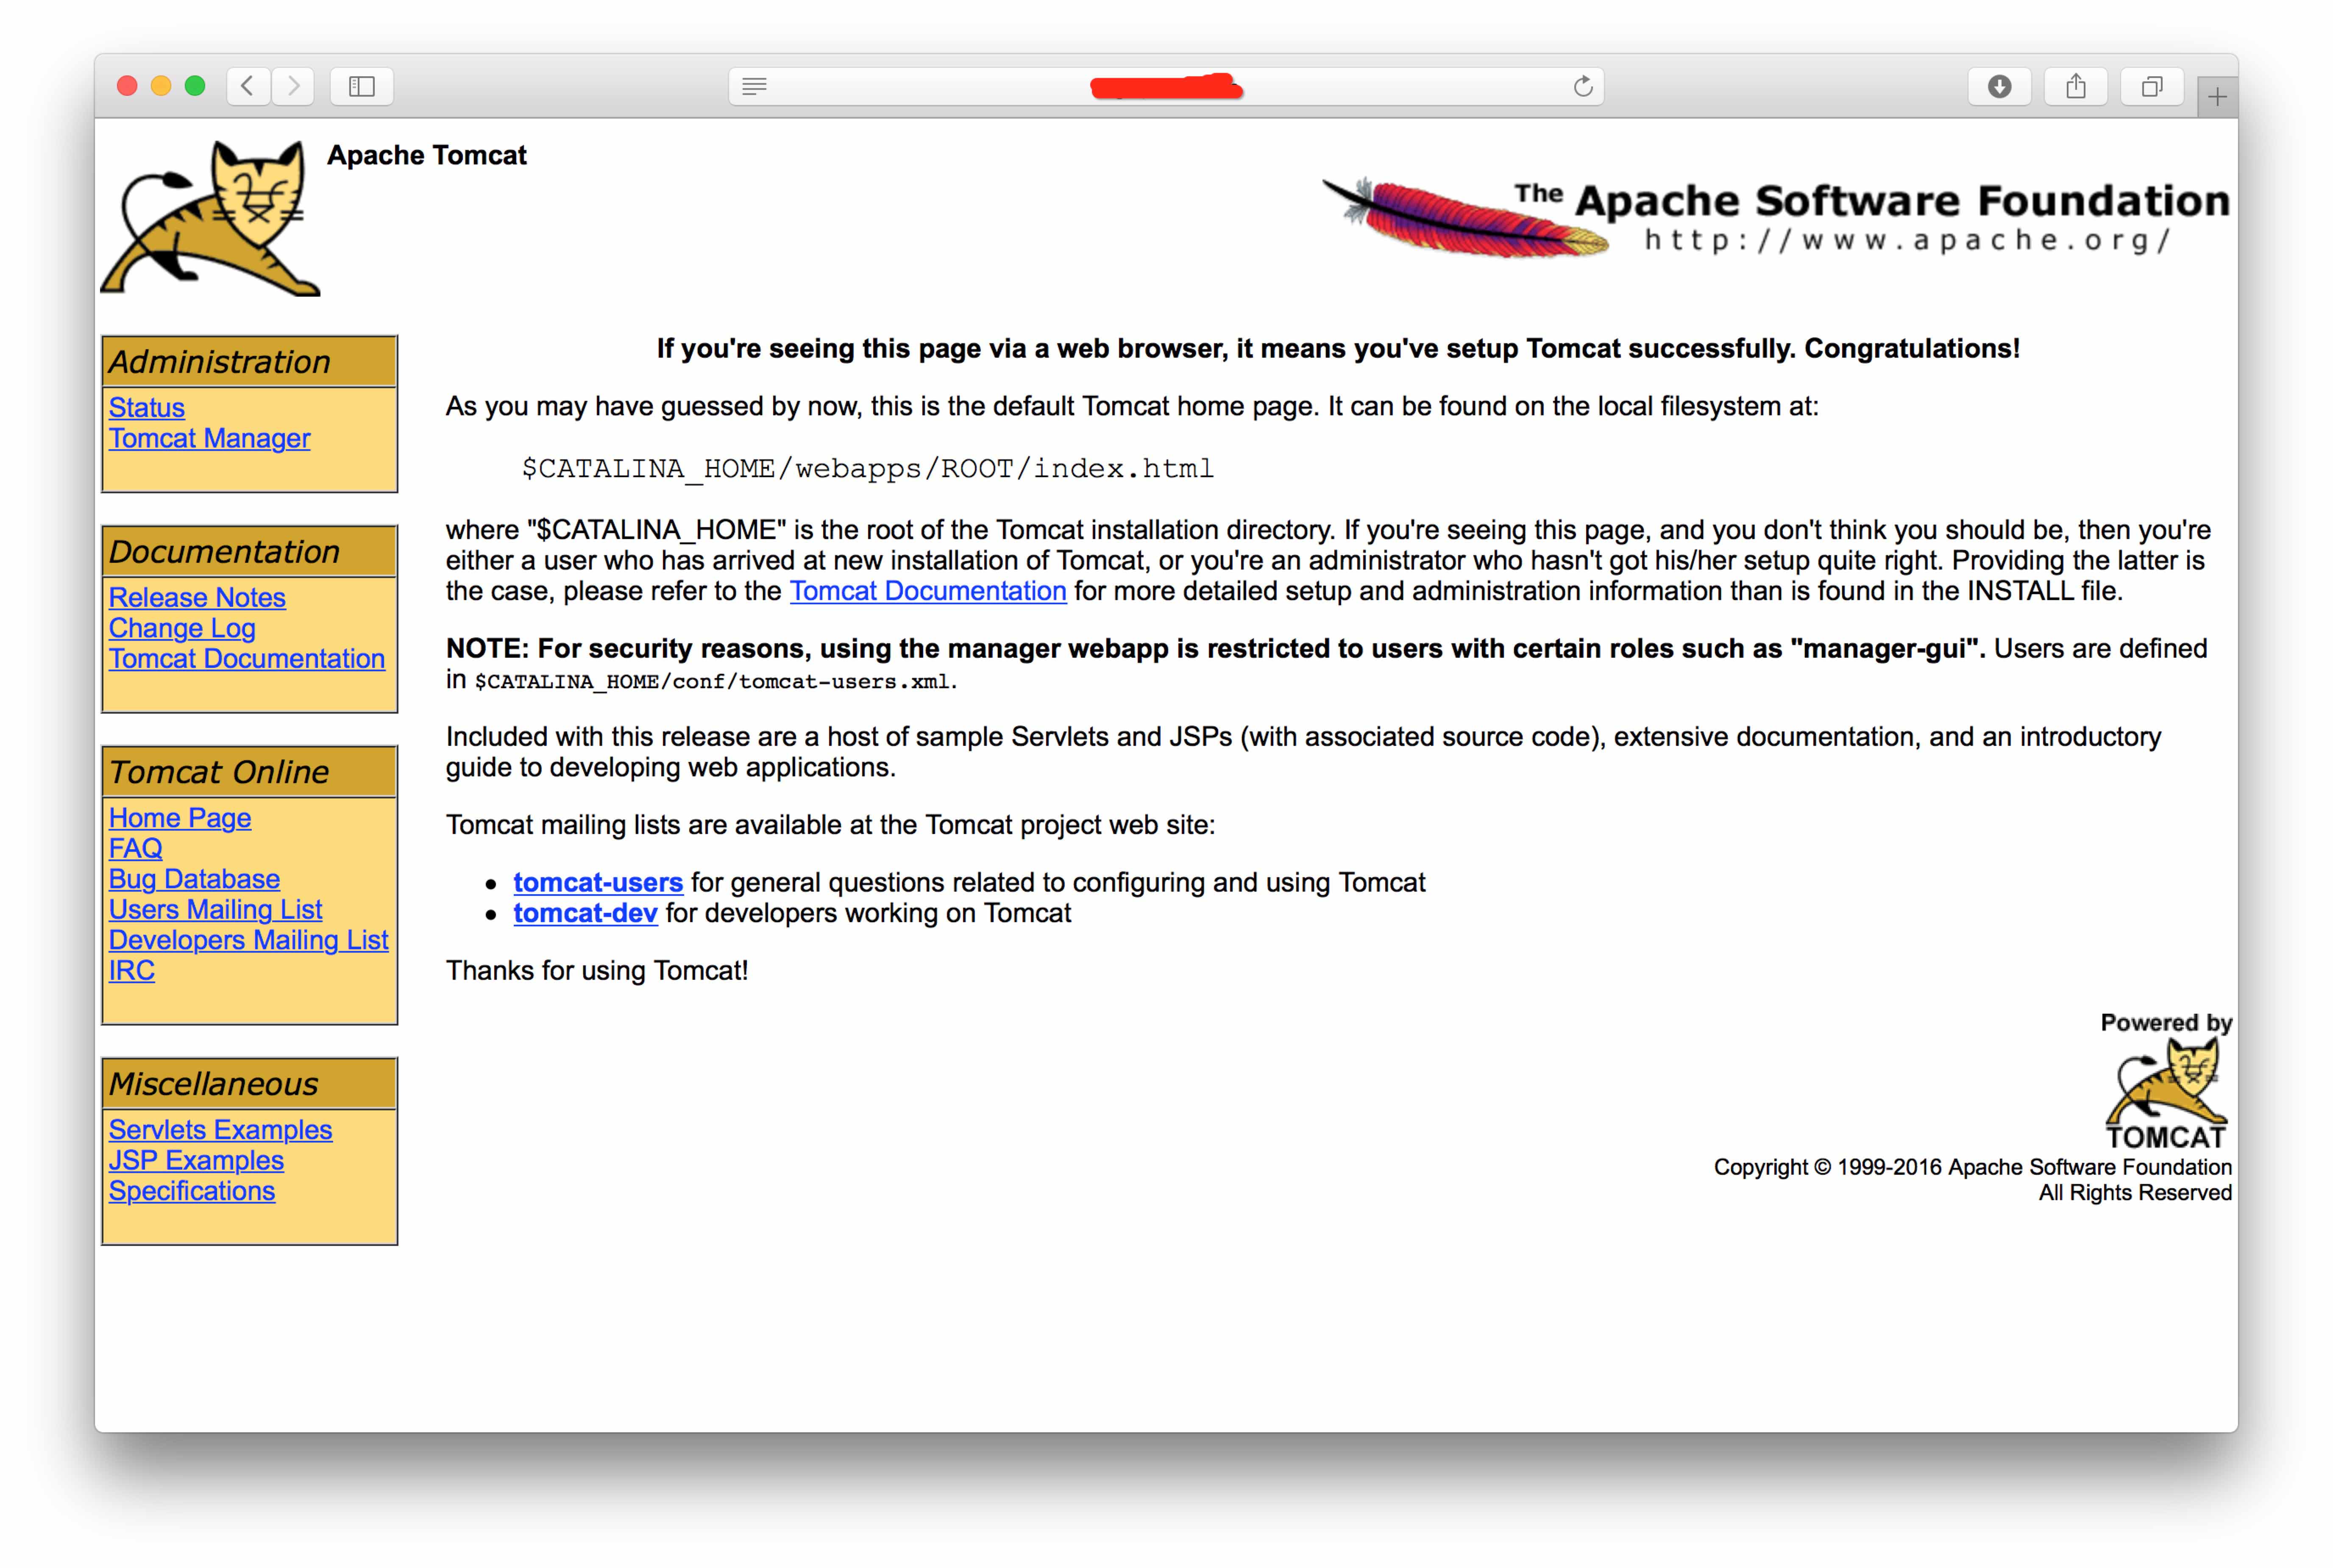 Apache Tomcat
The Apache Software Foundation
http://www.apache.org/
Administration
Status
Tomcat Manager
Documentation
Release Notes
Change Log
Tomcat Documentation
Tomcat Online
Home Page
FAQ
Bug Database
Users Mailing List
Developers Mailing List
IRC
Miscellaneous
Servlets Examples
JSP Examples
Specifications
If you're seeing this page via a web browser, it means you've setup Tomcat successfully. Congratulations!
As you may have guessed by now, this is the default Tomcat home page. It can be found on the local filesystem at:
$CATALINA_HOME/webapps/ROOT/index.html
where "$CATALINA_HOME" is the root of the Tomcat installation directory. If you're seeing this page, and you don't think you should be, then you're
either a user who has arrived at new installation of Tomcat, or you're an administrator who hasn't got his/her setup quite right. Providing the latter is
the case, please refer to the Tomcat Documentation for more detailed setup and administration information than is found in the INSTALL file.
NOTE: For security reasons, using the manager webapp is restricted to users with certain roles such as "manager-gui". Users are defined
in $CATALINA_HOME/conf/tomcat-users.xml.
Included with this release are a host of sample Servlets and JSPs (with associated source code), extensive documentation, and an introductory
guide to developing web applications.
Tomcat mailing lists are available at the Tomcat project web site:
• tomcat-users for general questions related to configuring and using Tomcat
• tomcat-dev for developers working on Tomcat
Thanks for using Tomcat!
Powered by
TOMCAT
Copyright © 1999-2016 Apache Software Foundation
All Rights Reserved